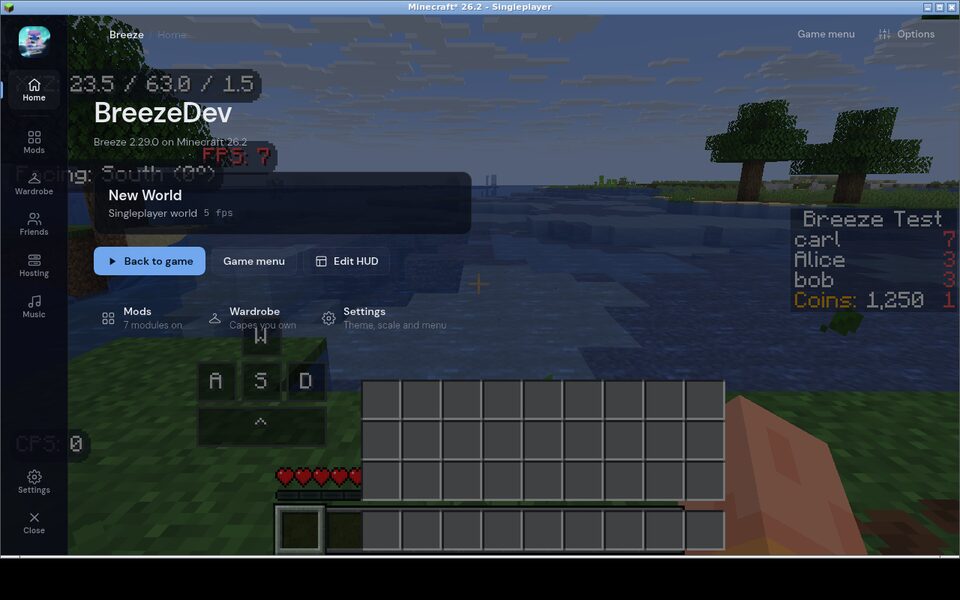 Minecraft* 26.2 - Singleplayer
Breeze / Home
Game menu
Options
XYZ: 23.5 / 63.0 / 1.5
Home
BreezeDev
Breeze 2.29.0 on Minecraft 26.2
FPS: 7
Mods
Facing: South (0°)
Wardrobe
New World
Singleplayer world 5 fps
Friends
Breeze Test
carl 7
Alice 3
bob 3
Coins: 1,250 1
Back to game
Game menu
Edit HUD
Hosting
Music
Mods
7 modules on
Wardrobe
Capes you own
Settings
Theme, scale and menu
W
A
S
D
^
CPS: 0
Settings
Close